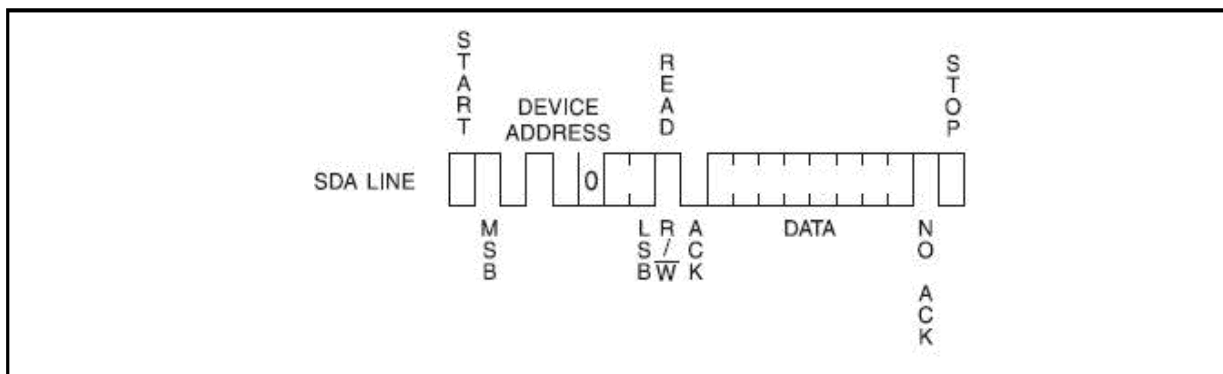 START
READ
STOP
DEVICE
ADDRESS
SDA LINE
0
MSB
LSB
R/W
ACK
DATA
NO ACK